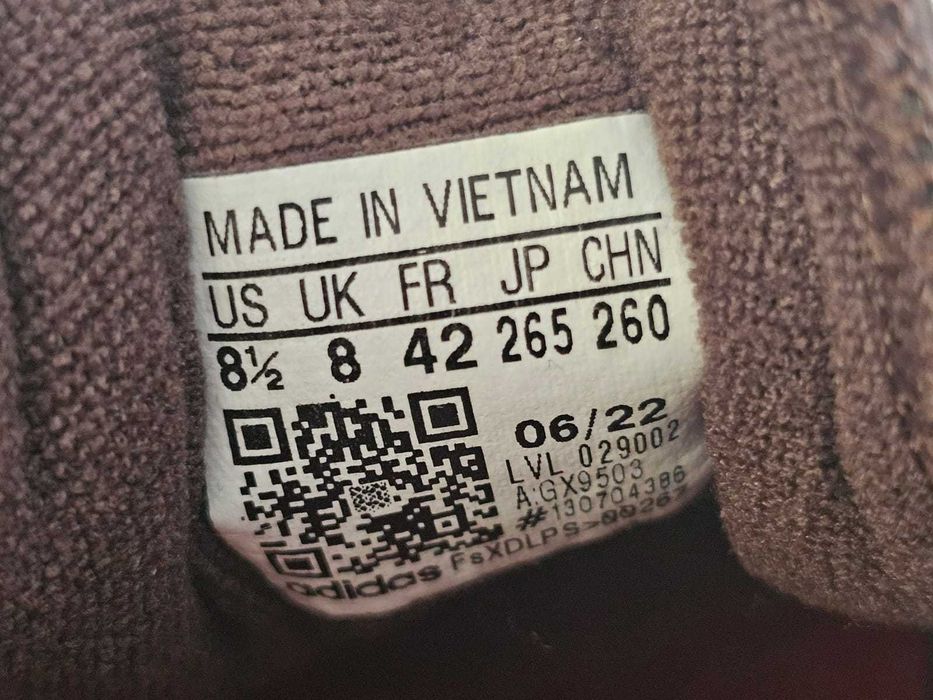 MADE IN VIETNAM
US UK FR JP CHN
8½ 8 42 265 260
06/22
LVL 029002
A:GX9503
#130704386
adidas